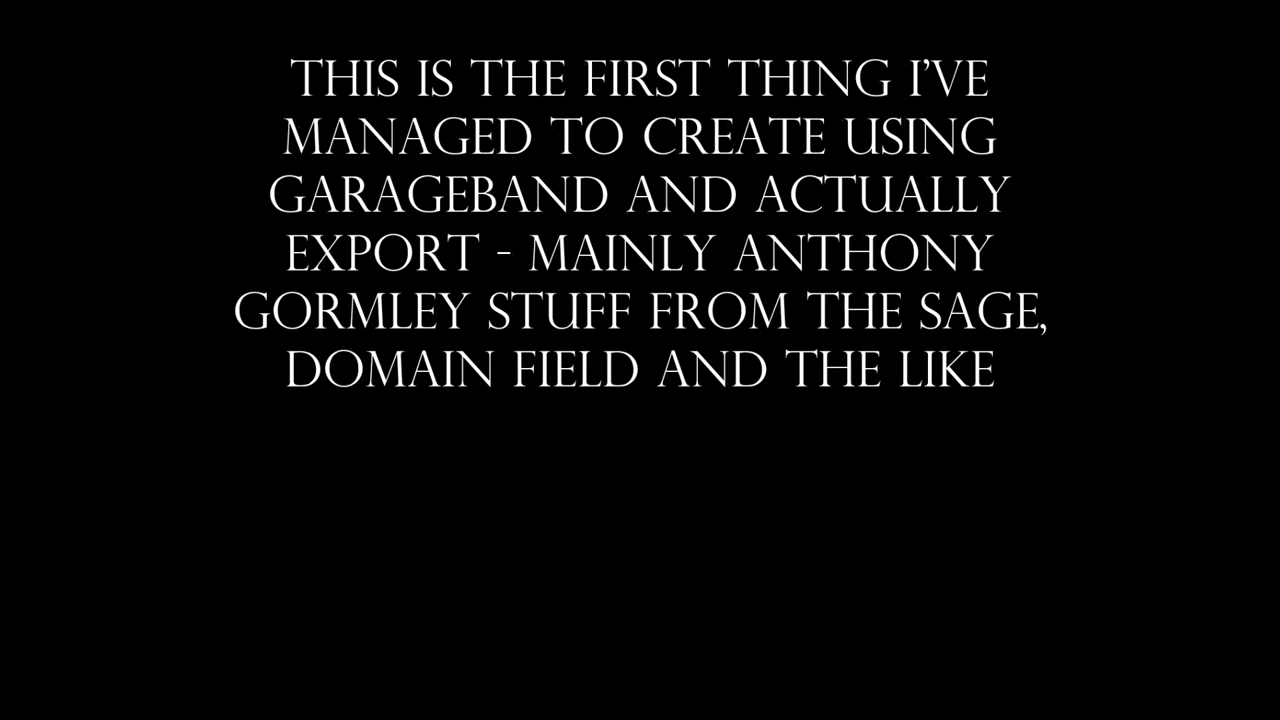 THIS IS THE FIRST THING I'VE
MANAGED TO CREATE USING
GARAGEBAND AND ACTUALLY
EXPORT - MAINLY ANTHONY
GORMLEY STUFF FROM THE SAGE,
DOMAIN FIELD AND THE LIKE